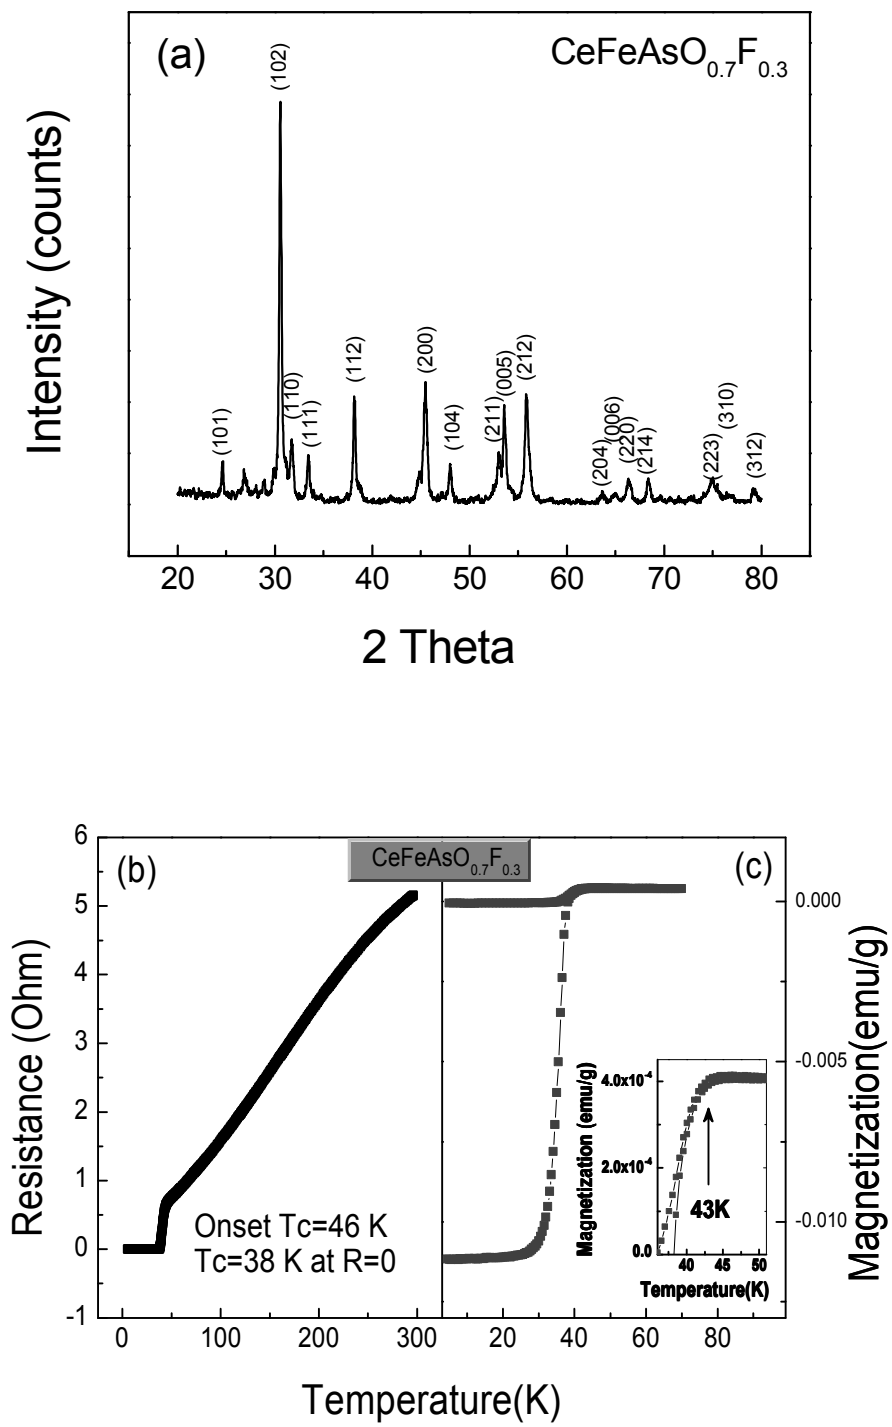 (a)
CeFeAsO0.7F0.3
Intensity (counts)
(101)
(102)
(110)
(111)
(112)
(200)
(104)
(211)
(005)
(212)
(204)
(006)
(220)
(214)
(223)
(310)
(312)
20 30 40 50 60 70 80
2 Theta
(b)
CeFeAsO0.7F0.3
(c)
Resistance (Ohm)
6
5
4
3
2
1
0
-1
Onset Tc=46 K
Tc=38 K at R=0
0 100 200 300
20 40 60 80
Temperature(K)
0.000
-0.005
-0.010
Magnetization(emu/g)
Magnetization (emu/g)
4.0x10-4
2.0x10-4
0.0
43K
40 45 50
Temperature(K)